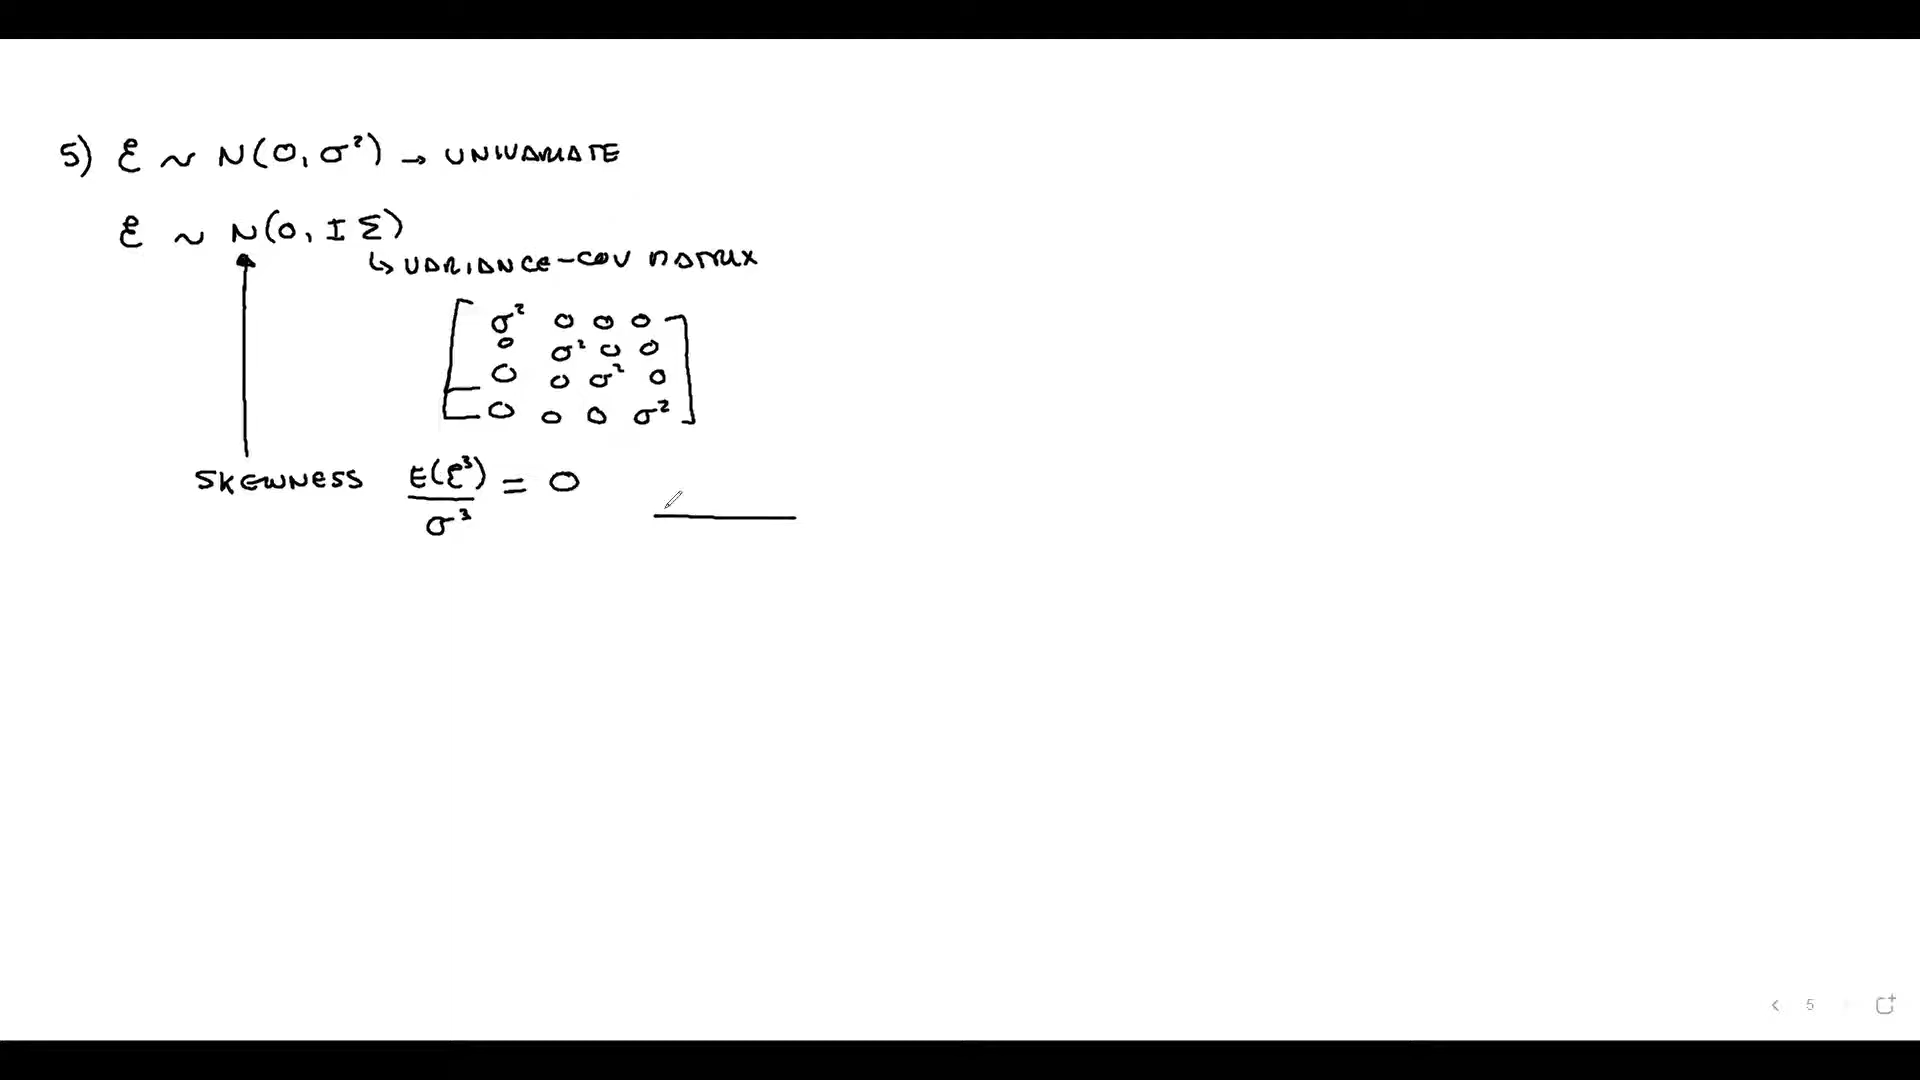 5) ε ~ N(0, σ²) → UNIVARIATE
ε ~ N(0, I Σ)
↳ VARIANCE-COV MATRIX
σ² 0 0 0
0 σ² 0 0
0 0 σ² 0
0 0 0 σ²
SKEWNESS E(ε³)/σ³ = 0
< 5